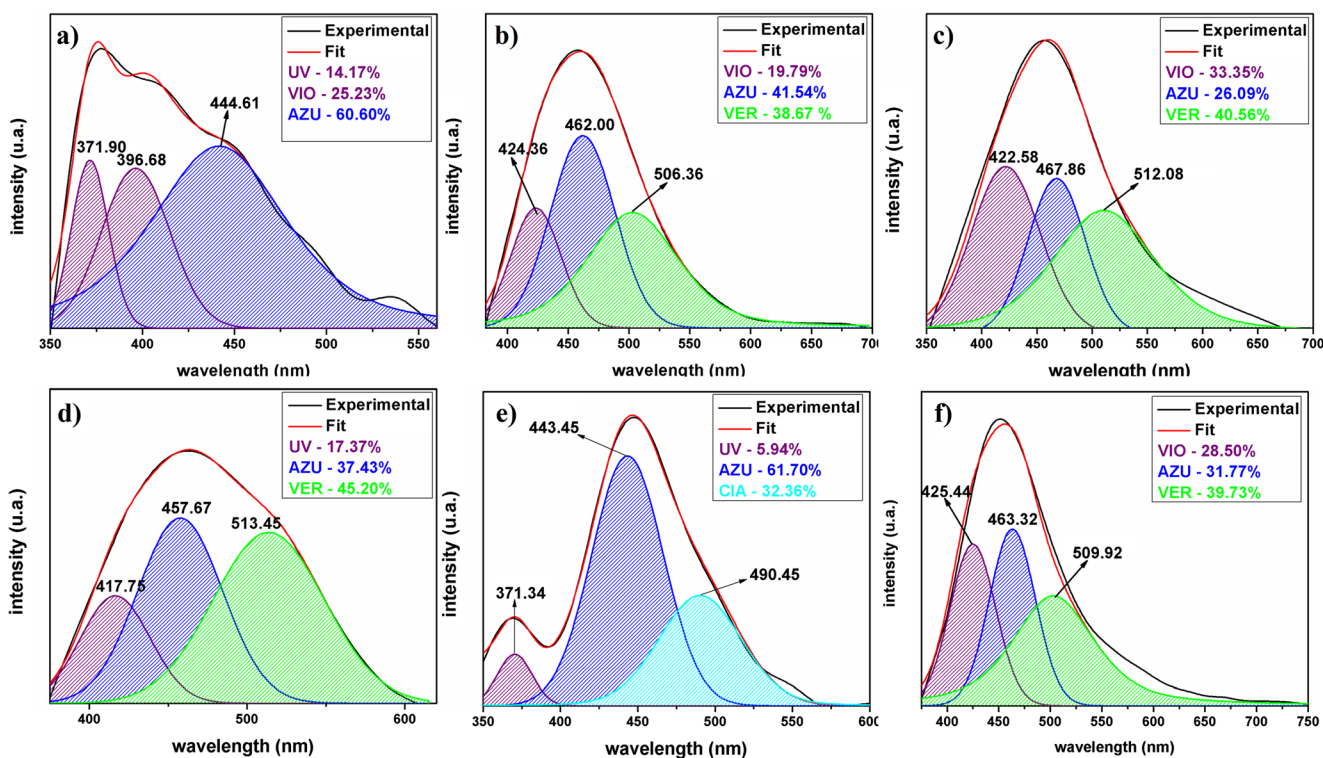 a)
Experimental
Fit
UV - 14.17%
VIO - 25.23%
AZU - 60.60%
371.90
396.68
444.61
intensity (u.a.)
350 400 450 500 550
wavelength (nm)
b)
Experimental
Fit
VIO - 19.79%
AZU - 41.54%
VER - 38.67 %
424.36
462.00
506.36
intensity (u.a.)
400 450 500 550 600 650 700
wavelength (nm)
c)
Experimental
Fit
VIO - 33.35%
AZU - 26.09%
VER - 40.56%
422.58
467.86
512.08
intensity (u.a.)
350 400 450 500 550 600 650 700
wavelength (nm)
d)
Experimental
Fit
UV - 17.37%
AZU - 37.43%
VER - 45.20%
417.75
457.67
513.45
intensity (u.a.)
400 500 600
wavelength (nm)
e)
Experimental
Fit
UV - 5.94%
AZU - 61.70%
CIA - 32.36%
371.34
443.45
490.45
intensity (u.a.)
350 400 450 500 550 600
wavelength (nm)
f)
Experimental
Fit
VIO - 28.50%
AZU - 31.77%
VER - 39.73%
425.44
463.32
509.92
intensity (u.a.)
400 450 500 550 600 650 700 750
wavelength (nm)